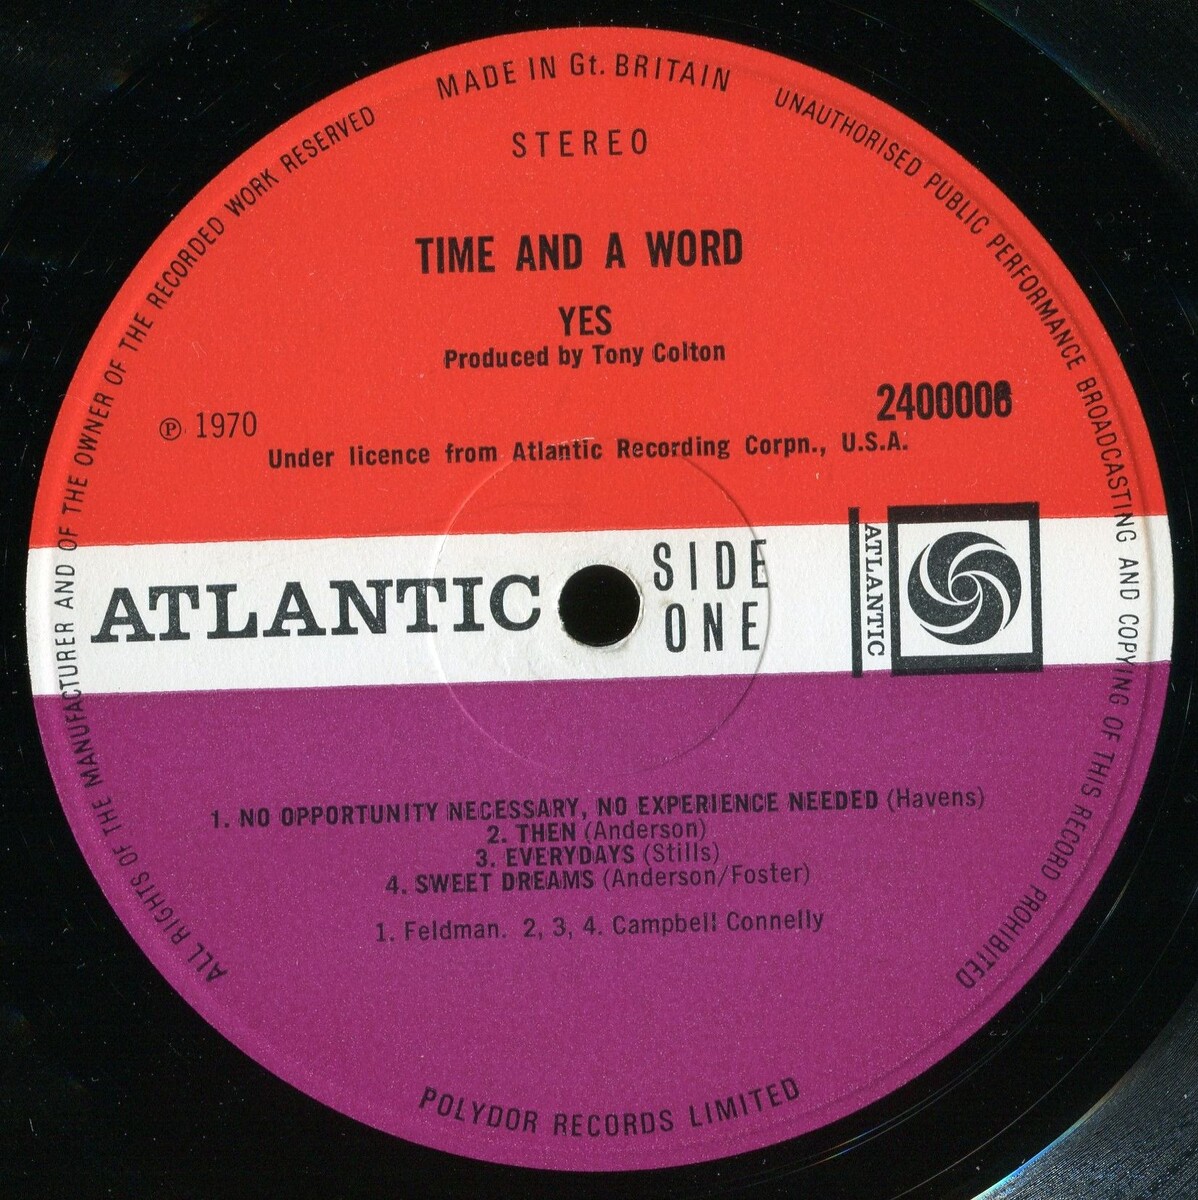 MADE IN Gt. BRITAIN
UNAUTHORISED PUBLIC PERFORMANCE BROADCASTING AND COPYING OF THIS RECORD PROHIBITED
ALL RIGHTS OF THE MANUFACTURER AND OF THE OWNER OF THE RECORDED WORK RESERVED
STEREO
TIME AND A WORD
YES
Produced by Tony Colton
2400006
℗ 1970
Under licence from Atlantic Recording Corpn., U.S.A.
ATLANTIC
SIDE
ONE
ATLANTIC
1. NO OPPORTUNITY NECESSARY, NO EXPERIENCE NEEDED (Havens)
2. THEN (Anderson)
3. EVERYDAYS (Stills)
4. SWEET DREAMS (Anderson/Foster)
1. Feldman. 2, 3, 4. Campbell Connelly
POLYDOR RECORDS LIMITED